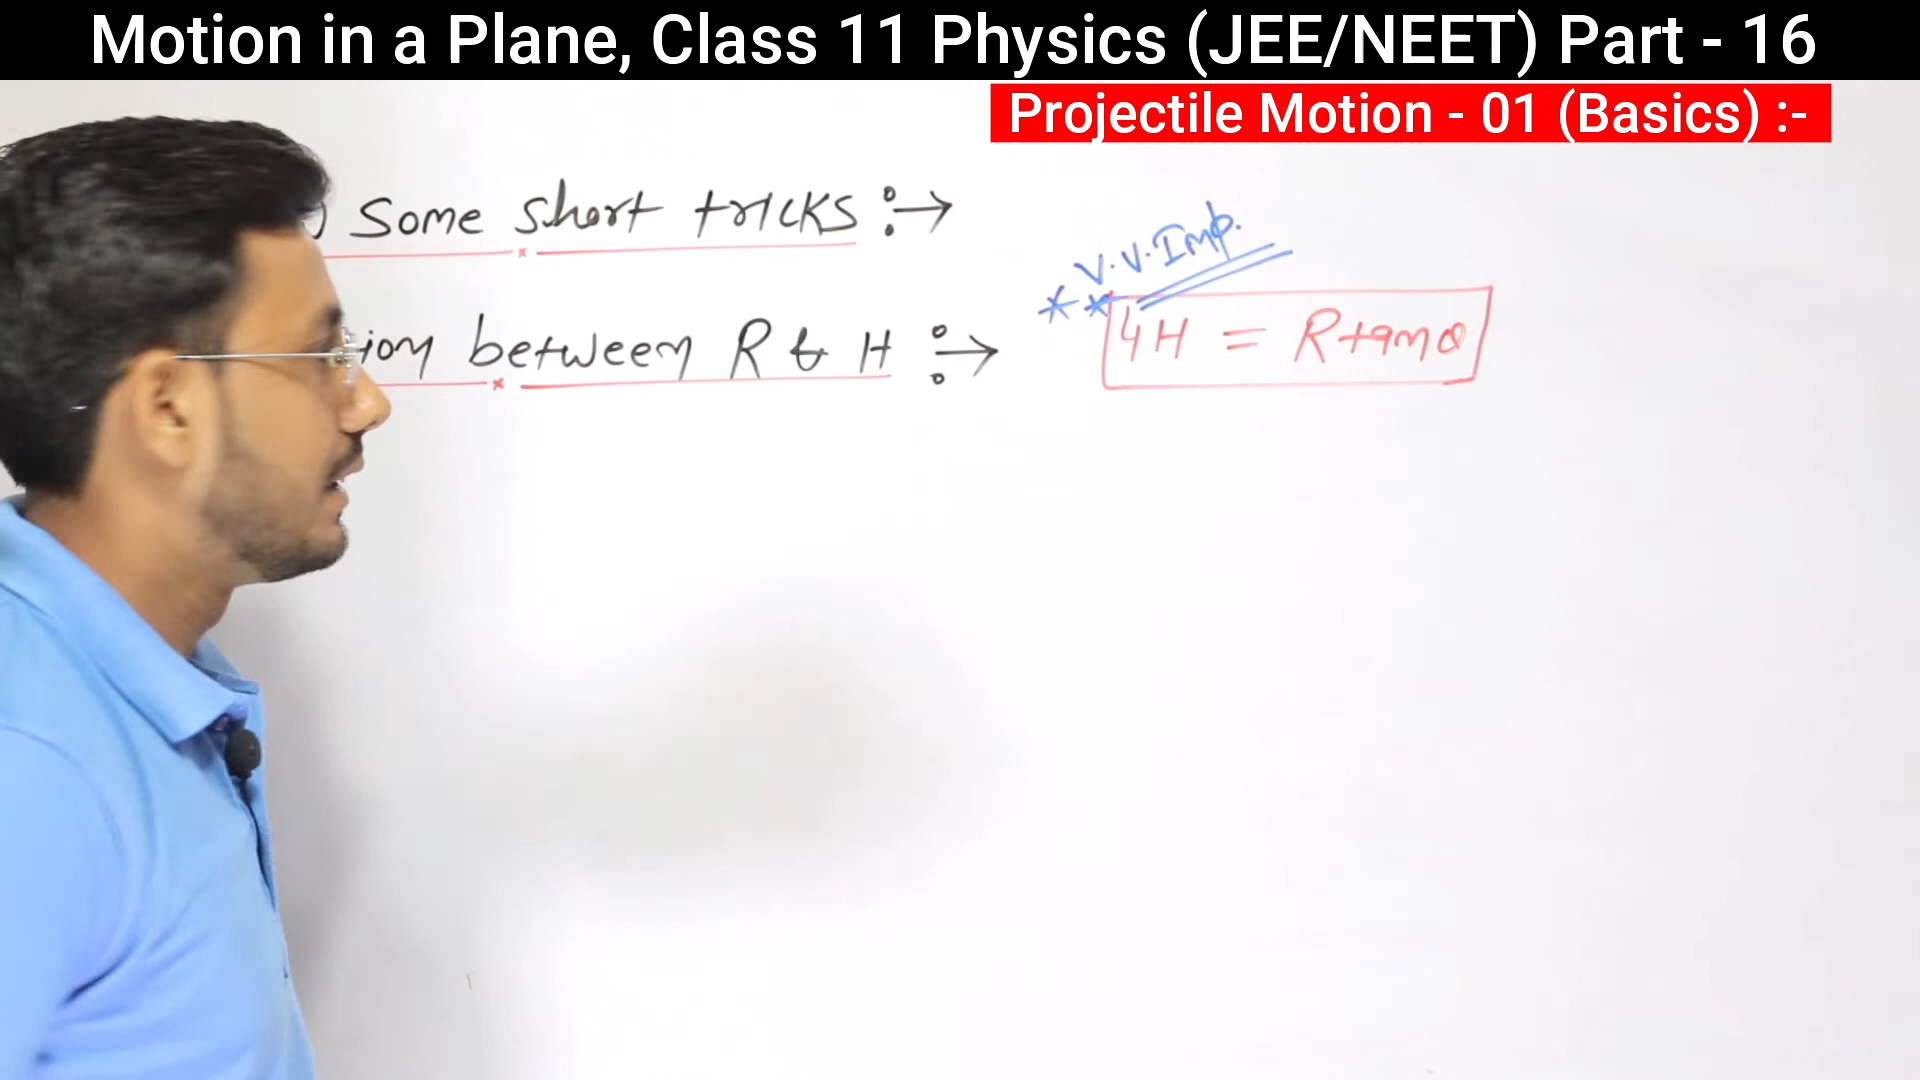 Motion in a Plane, Class 11 Physics (JEE/NEET) Part - 16
Projectile Motion - 01 (Basics) :-
) Some short tricks :→
V.V.Imp.
ion between R & H :→
4H = R tanθ